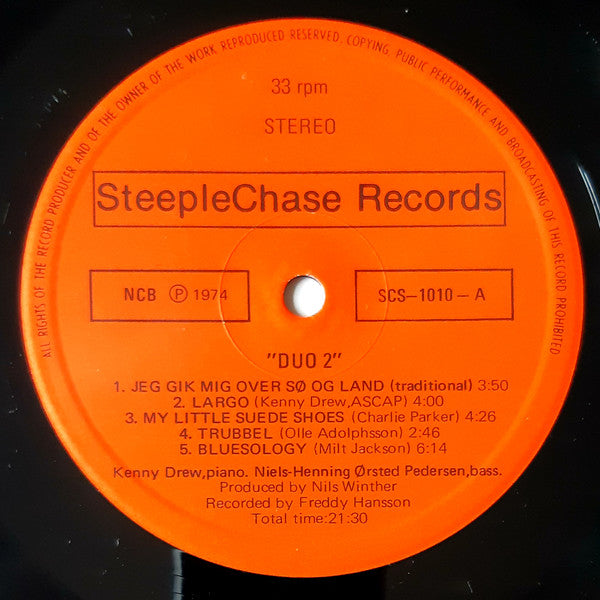 ALL RIGHTS OF THE RECORD PRODUCER AND OF THE OWNER OF THE WORK REPRODUCED RESERVED. COPYING, PUBLIC PERFORMANCE AND BROADCASTING OF THIS RECORD PROHIBITED
33 rpm
STEREO
SteepleChase Records
NCB Ⓟ 1974
SCS-1010-A
"DUO 2"
1. JEG GIK MIG OVER SØ OG LAND (traditional) 3:50
2. LARGO (Kenny Drew,ASCAP) 4:00
3. MY LITTLE SUEDE SHOES (Charlie Parker) 4:26
4. TRUBBEL (Olle Adolphsson) 2:46
5. BLUESOLOGY (Milt Jackson) 6:14
Kenny Drew,piano. Niels-Henning Ørsted Pedersen,bass.
Produced by Nils Winther
Recorded by Freddy Hansson
Total time:21:30